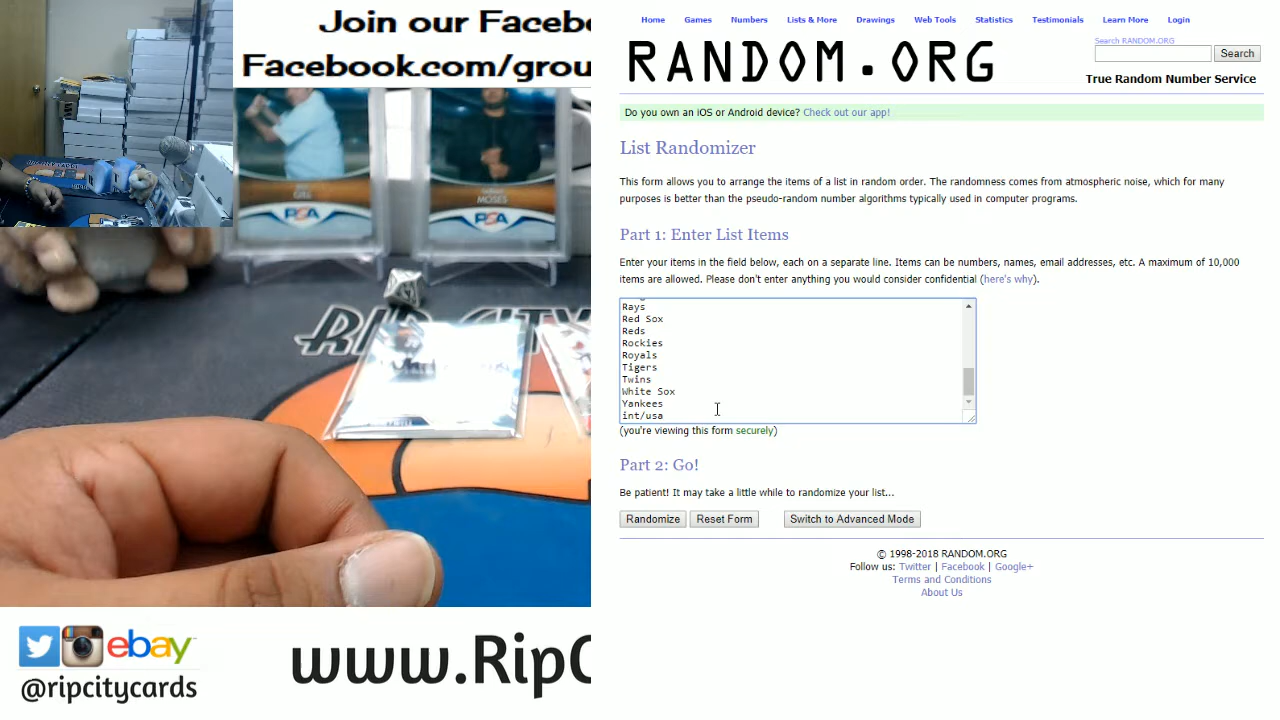 Join our Facebo
Facebook.com/grou
PSA
MOSES
PSA
RIP CITY
@ripcitycards
ebay
www.RipC
Home Games Numbers Lists & More Drawings Web Tools Statistics Testimonials Learn More Login
RANDOM.ORG
Search RANDOM.ORG
Search
True Random Number Service
Do you own an iOS or Android device? Check out our app!
List Randomizer
This form allows you to arrange the items of a list in random order. The randomness comes from atmospheric noise, which for many
purposes is better than the pseudo-random number algorithms typically used in computer programs.
Part 1: Enter List Items
Enter your items in the field below, each on a separate line. Items can be numbers, names, email addresses, etc. A maximum of 10,000
items are allowed. Please don't enter anything you would consider confidential (here's why).
Rays
Red Sox
Reds
Rockies
Royals
Tigers
Twins
White Sox
Yankees
int/usa
(you're viewing this form securely)
Part 2: Go!
Be patient! It may take a little while to randomize your list...
Randomize Reset Form Switch to Advanced Mode
© 1998-2018 RANDOM.ORG
Follow us: Twitter | Facebook | Google+
Terms and Conditions
About Us